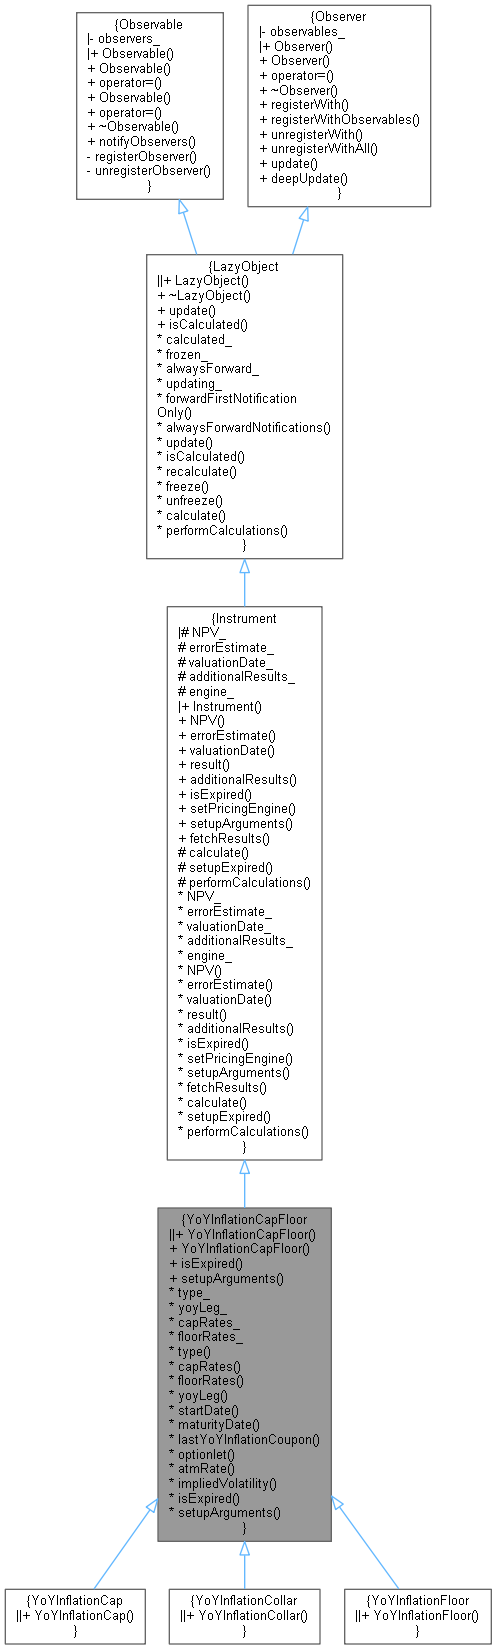 {Observable
|- observers_
|+ Observable()
+ Observable()
+ operator=()
+ Observable()
+ operator=()
+ ~Observable()
+ notifyObservers()
- registerObserver()
- unregisterObserver()
}
{Observer
|- observables_
|+ Observer()
+ Observer()
+ operator=()
+ ~Observer()
+ registerWith()
+ registerWithObservables()
+ unregisterWith()
+ unregisterWithAll()
+ update()
+ deepUpdate()
}
{LazyObject
||+ LazyObject()
+ ~LazyObject()
+ update()
+ isCalculated()
* calculated_
* frozen_
* alwaysForward_
* updating_
* forwardFirstNotification
Only()
* alwaysForwardNotifications()
* update()
* isCalculated()
* recalculate()
* freeze()
* unfreeze()
* calculate()
* performCalculations()
}
{Instrument
|# NPV_
# errorEstimate_
# valuationDate_
# additionalResults_
# engine_
|+ Instrument()
+ NPV()
+ errorEstimate()
+ valuationDate()
+ result()
+ additionalResults()
+ isExpired()
+ setPricingEngine()
+ setupArguments()
+ fetchResults()
# calculate()
# setupExpired()
# performCalculations()
* NPV_
* errorEstimate_
* valuationDate_
* additionalResults_
* engine_
* NPV()
* errorEstimate()
* valuationDate()
* result()
* additionalResults()
* isExpired()
* setPricingEngine()
* setupArguments()
* fetchResults()
* calculate()
* setupExpired()
* performCalculations()
}
{YoYInflationCapFloor
||+ YoYInflationCapFloor()
+ YoYInflationCapFloor()
+ isExpired()
+ setupArguments()
* type_
* yoyLeg_
* capRates_
* floorRates_
* type()
* capRates()
* floorRates()
* yoyLeg()
* startDate()
* maturityDate()
* lastYoYInflationCoupon()
* optionlet()
* atmRate()
* impliedVolatility()
* isExpired()
* setupArguments()
}
{YoYInflationCap
||+ YoYInflationCap()
}
{YoYInflationCollar
||+ YoYInflationCollar()
}
{YoYInflationFloor
||+ YoYInflationFloor()
}